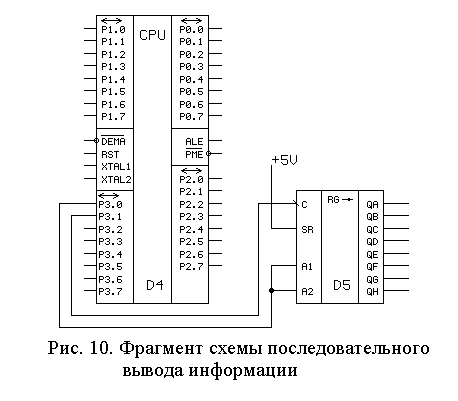 P1.0 CPU P0.0
P1.1 P0.1
P1.2 P0.2
P1.3 P0.3
P1.4 P0.4
P1.5 P0.5
P1.6 P0.6
P1.7 P0.7
DEMA ALE
RST PME
XTAL1 +5V
XTAL2 P2.0
P2.1
P3.0 P2.2 C RG QA
P3.1 P2.3 QB
P3.2 P2.4 SR QC
P3.3 P2.5 QD
P3.4 P2.6 QE
P3.5 P2.7 A1 QF
P3.6 QG
P3.7 D4 A2 D5 QH
Рис. 10. Фрагмент схемы последовательного
вывода информации